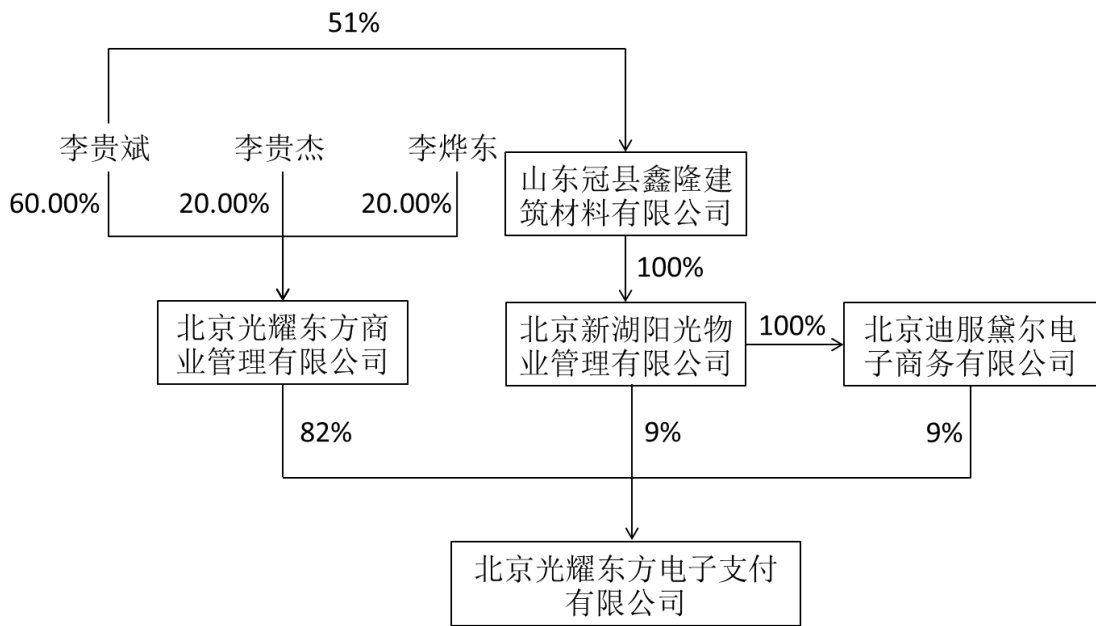 51%
李贵斌
李贵杰
李烨东
山东冠县鑫隆建
筑材料有限公司
60.00%
20.00%
20.00%
100%
北京光耀东方商
业管理有限公司
北京新湖阳光物
业管理有限公司
100%
北京迪服黛尔电
子商务有限公司
82%
9%
9%
北京光耀东方电子支付
有限公司